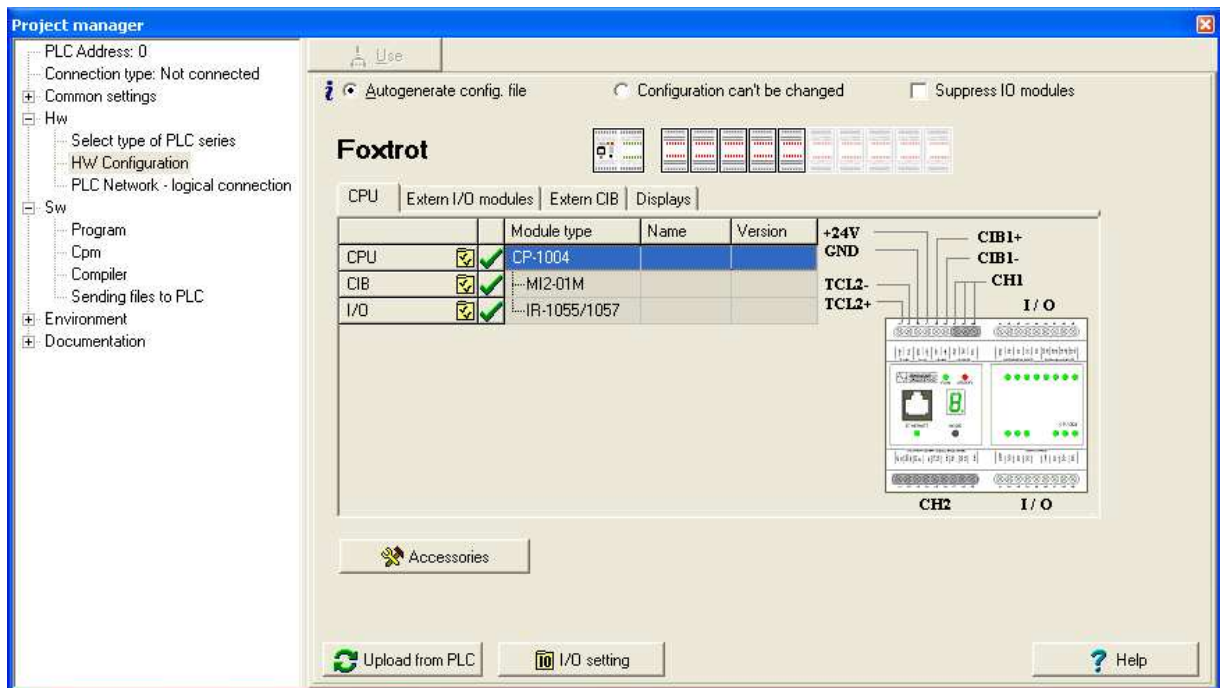 Project manager
PLC Address: 0
Connection type: Not connected
Common settings
Hw
Select type of PLC series
HW Configuration
PLC Network - logical connection
Sw
Program
Cpm
Compiler
Sending files to PLC
Environment
Documentation
Use
Autogenerate config. file
Configuration can't be changed
Suppress IO modules
Foxtrot
CPU Extern I/O modules Extern CIB Displays
Module type Name Version
CPU CP-1004
CIB MI2-01M
I/O IR-1055/1057
+24V
GND
TCL2-
TCL2+
CIB1+
CIB1-
CH1
I / O
8.
CH2 I / O
Accessories
Upload from PLC
I/O setting
Help